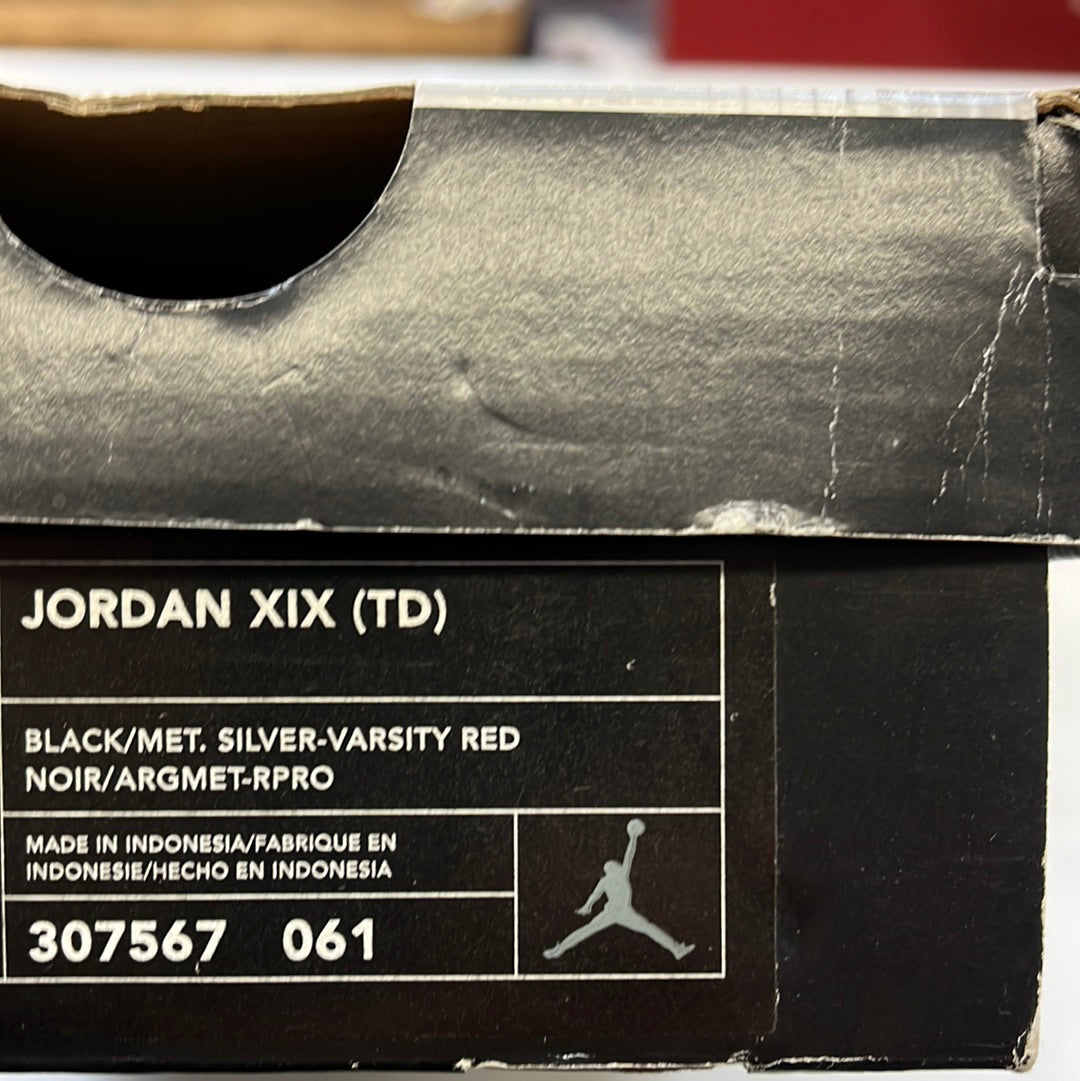 JORDAN XIX (TD)
BLACK/MET. SILVER-VARSITY RED
NOIR/ARGMET-RPRO
MADE IN INDONESIA/FABRIQUE EN
INDONESIE/HECHO EN INDONESIA
307567 061